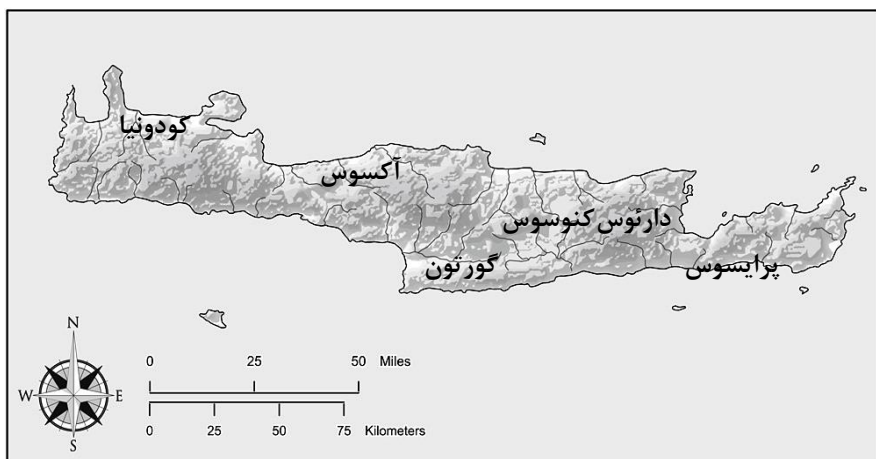 کودونیا
آکسوس
دارئوس کنوسوس
گورتون
پرایسوس
N
W E
S
0 25 50 Miles
0 25 50 75 Kilometers